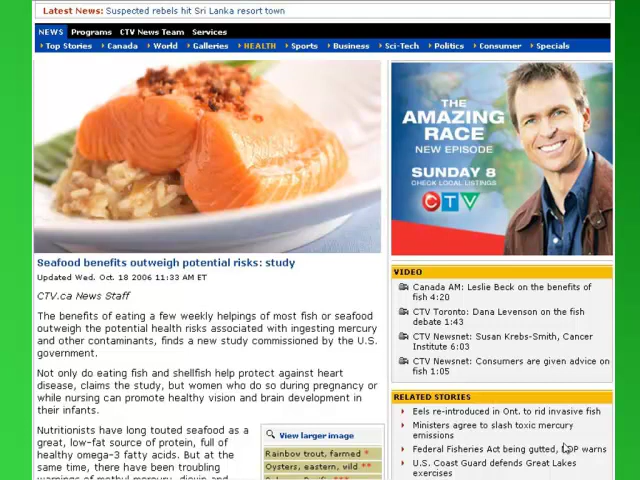 Latest News: Suspected rebels hit Sri Lanka resort town
NEWS Programs CTV News Team Services
Top Stories Canada World Galleries HEALTH Sports Business Sci-Tech Politics Consumer Specials
THE
AMAZING
RACE
NEW EPISODE
SUNDAY 8
CHECK LOCAL LISTINGS
CTV
Seafood benefits outweigh potential risks: study
Updated Wed. Oct. 18 2006 11:33 AM ET
CTV.ca News Staff
The benefits of eating a few weekly helpings of most fish or seafood
outweigh the potential health risks associated with ingesting mercury
and other contaminants, finds a new study commissioned by the U.S.
government.
Not only do eating fish and shellfish help protect against heart
disease, claims the study, but women who do so during pregnancy or
while nursing can promote healthy vision and brain development in
their infants.
Nutritionists have long touted seafood as a
great, low-fat source of protein, full of
healthy omega-3 fatty acids. But at the
same time, there have been troubling
warnings of methyl mercury, dioxin and
View larger image
Rainbow trout, farmed *
Oysters, eastern, wild **
VIDEO
Canada AM: Leslie Beck on the benefits of
fish 4:20
CTV Toronto: Dana Levenson on the
fish debate 1:43
CTV Newsnet: Susan Krebs-Smith, Cancer
Institute 6:03
CTV Newsnet: Consumers are given advice on
fish 1:05
RELATED STORIES
Eels re-introduced in Ont. to rid invasive fish
Ministers agree to slash toxic mercury
emissions
Federal Fisheries Act being gutted, warns
U.S. Coast Guard defends Great Lakes
exercises